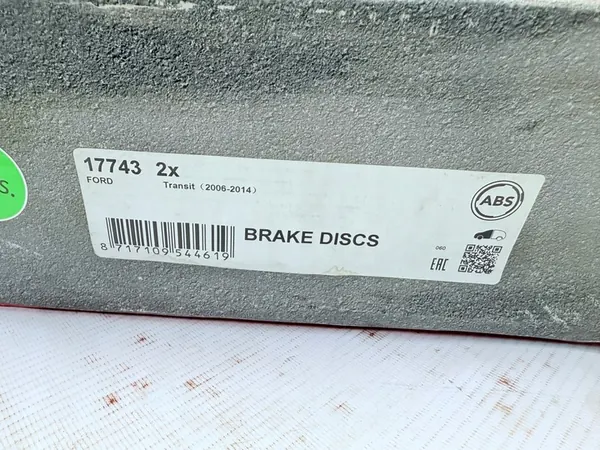 17743 2x
FORD Transit (2006-2014)
ABS
S.
BRAKE DISCS
8 717109 544619
060
EAC